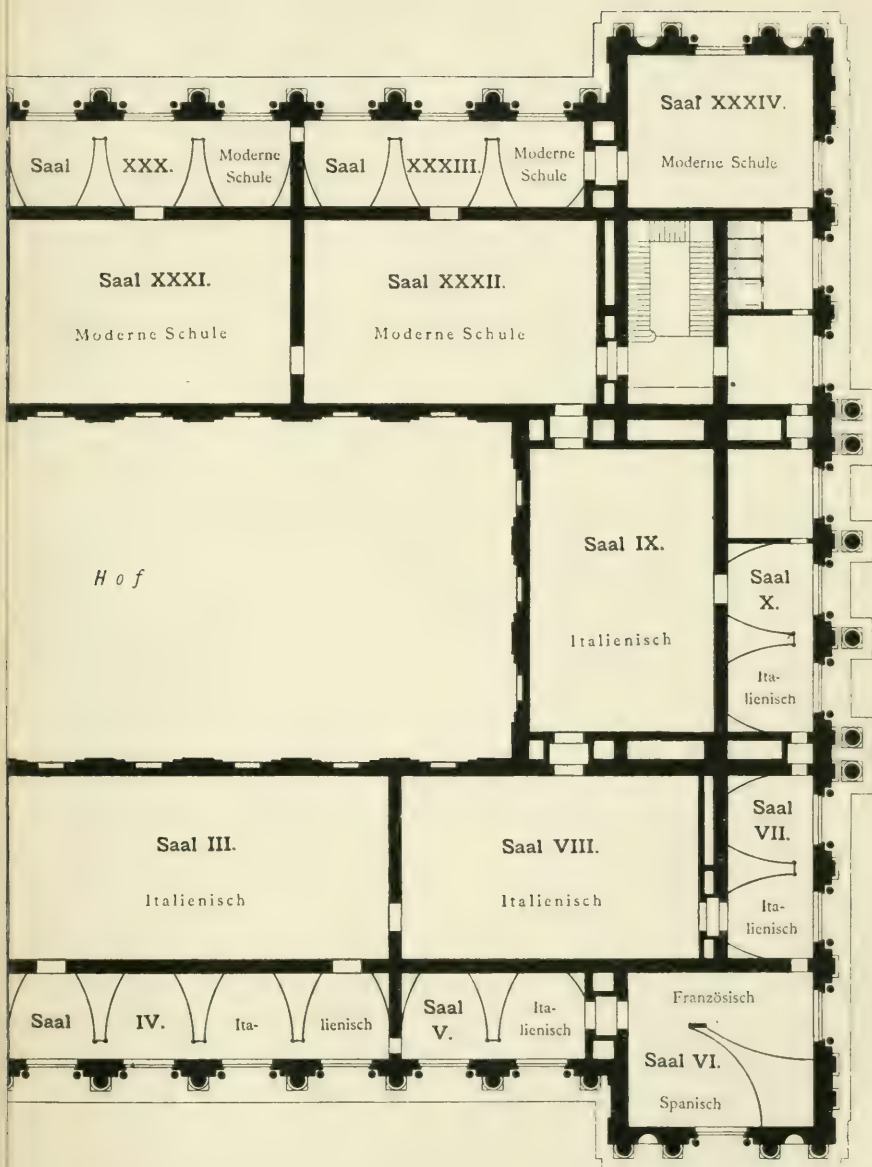 Saal XXXIV.
Moderne Schule
Saal XXX. Moderne
Schule
Saal XXXIII. Moderne
Schule
Saal XXXI.
Moderne Schule
Saal XXXII.
Moderne Schule
Hof
Saal IX.
Italienisch
Saal
X.
Ita-
lienisch
Saal III.
Italienisch
Saal VIII.
Italienisch
Saal
VII.
Ita-
lienisch
Saal IV. Ita- lienisch
Saal
V.
Ita-
lienisch
Französisch
Saal VI.
Spanisch